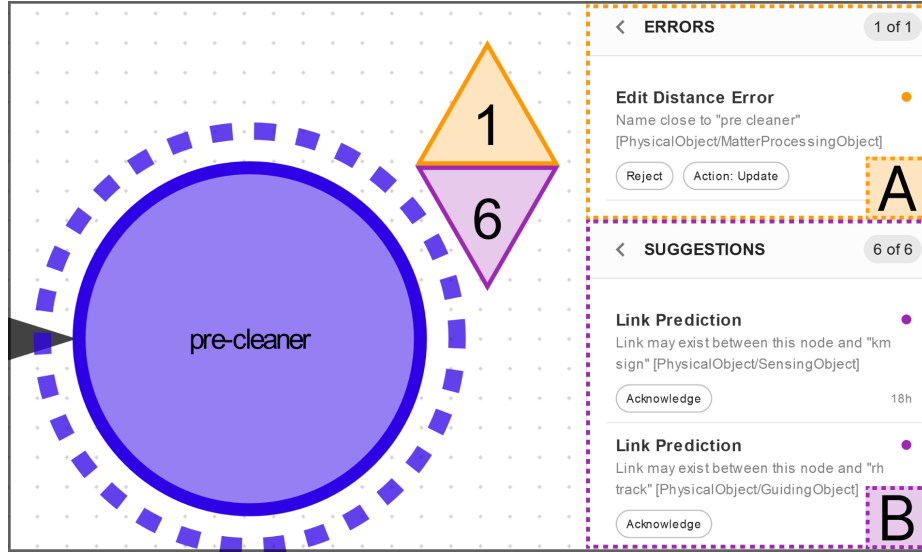 1
6
pre-cleaner
ERRORS
1 of 1
Edit Distance Error
Name close to "pre cleaner"
[PhysicalObject/MatterProcessingObject]
Reject
Action: Update
A
SUGGESTIONS
6 of 6
Link Prediction
Link may exist between this node and "km
sign" [PhysicalObject/SensingObject]
Acknowledge
18h
Link Prediction
Link may exist between this node and "rh
track" [PhysicalObject/GuidingObject]
Acknowledge
B